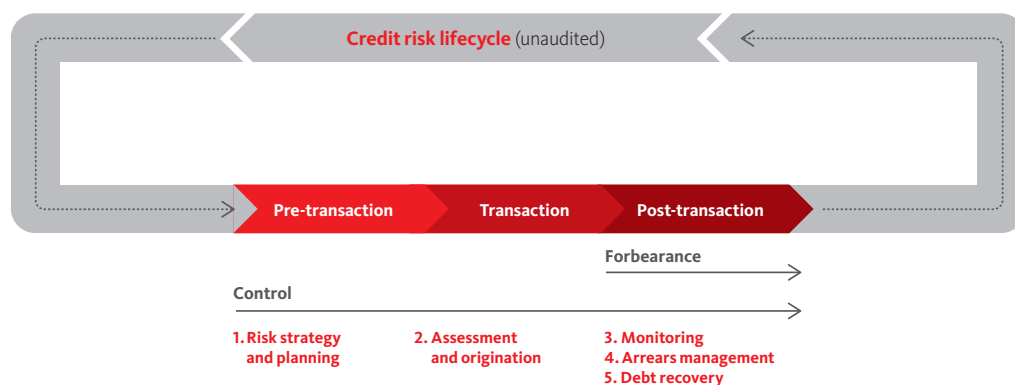 Credit risk lifecycle (unaudited)
Pre-transaction
Transaction
Post-transaction
Forbearance
Control
1. Risk strategy
and planning
2. Assessment
and origination
3. Monitoring
4. Arrears management
5. Debt recovery